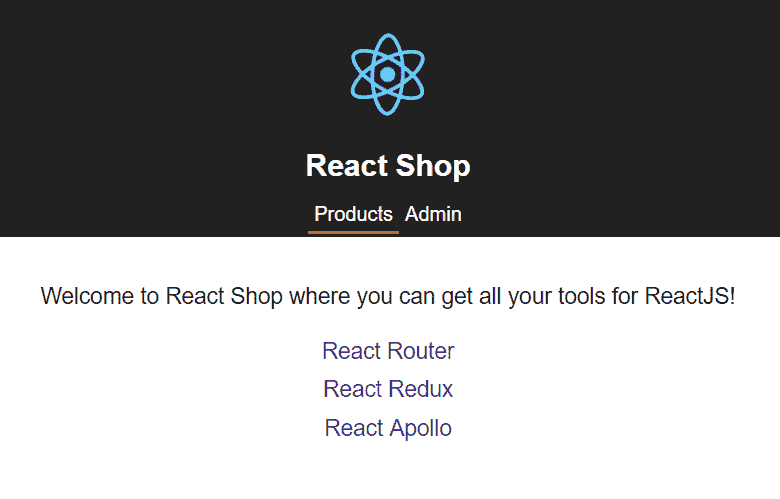 React Shop
Products Admin
Welcome to React Shop where you can get all your tools for ReactJS!
React Router
React Redux
React Apollo